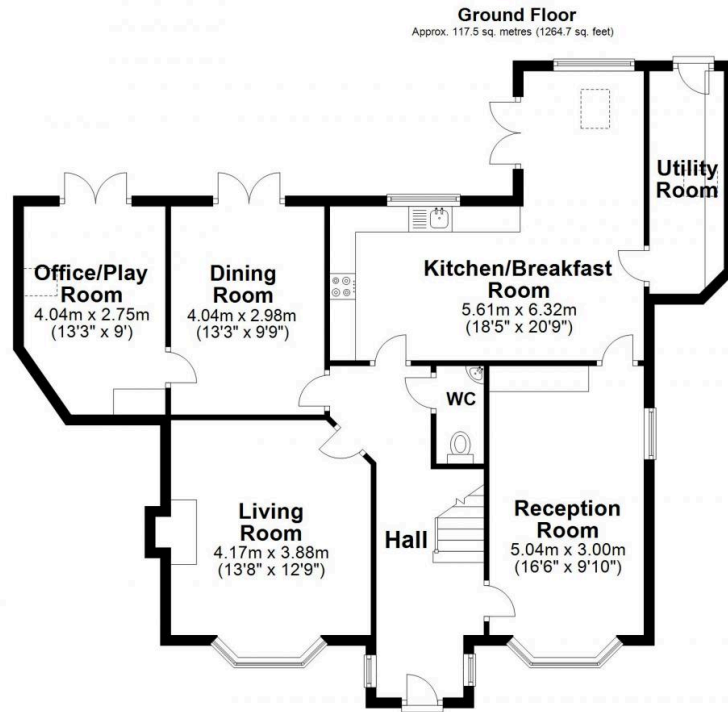 Ground Floor
Approx. 117.5 sq. metres (1264.7 sq. feet)
Utility
Room
Office/Play
Room
4.04m x 2.75m
(13'3" x 9')
Dining
Room
4.04m x 2.98m
(13'3" x 9'9")
Kitchen/Breakfast
Room
5.61m x 6.32m
(18'5" x 20'9")
WC
Living
Room
4.17m x 3.88m
(13'8" x 12'9")
Hall
Reception
Room
5.04m x 3.00m
(16'6" x 9'10")